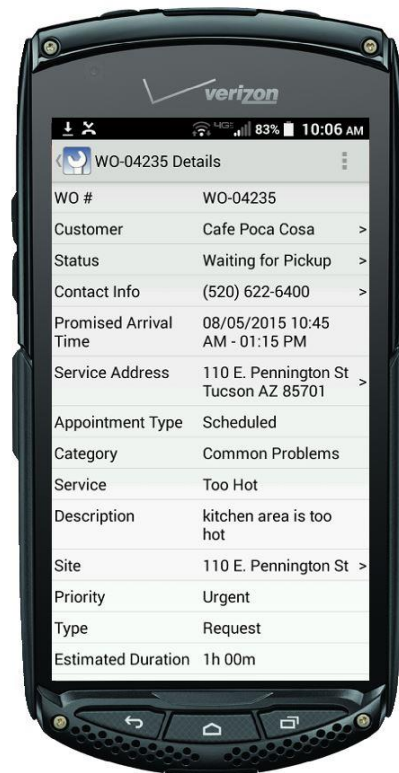 verizon
4G 83% 10:06 AM
WO-04235 Details
WO # WO-04235
Customer Cafe Poca Cosa >
Status Waiting for Pickup >
Contact Info (520) 622-6400 >
Promised Arrival 08/05/2015 10:45
Time AM - 01:15 PM
Service Address 110 E. Pennington St
Tucson AZ 85701 >
Appointment Type Scheduled
Category Common Problems
Service Too Hot
Description kitchen area is too
hot
Site 110 E. Pennington St >
Priority Urgent
Type Request
Estimated Duration 1h 00m